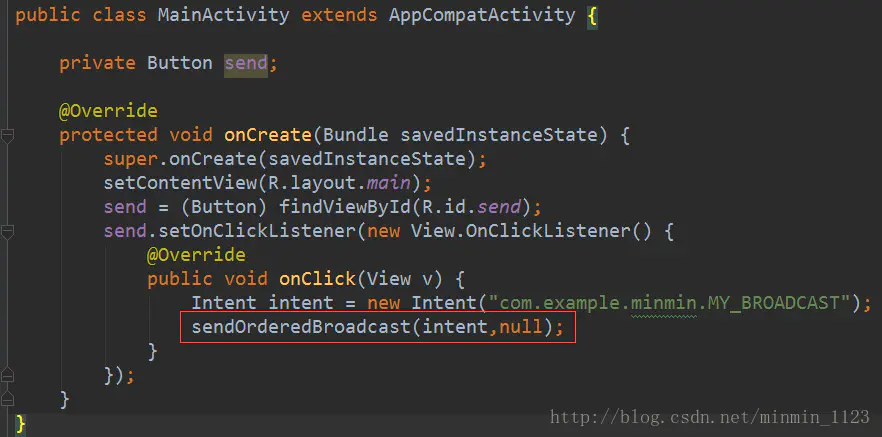 public class MainActivity extends AppCompatActivity {
private Button send;
@Override
protected void onCreate(Bundle savedInstanceState) {
super.onCreate(savedInstanceState);
setContentView(R.layout.main);
send = (Button) findViewById(R.id.send);
send.setOnClickListener(new View.OnClickListener() {
@Override
public void onClick(View v) {
Intent intent = new Intent("com.example.minmin.MY_BROADCAST");
sendOrderedBroadcast(intent,null);
}
});
}
}
http://blog.csdn.net/minmin_1123